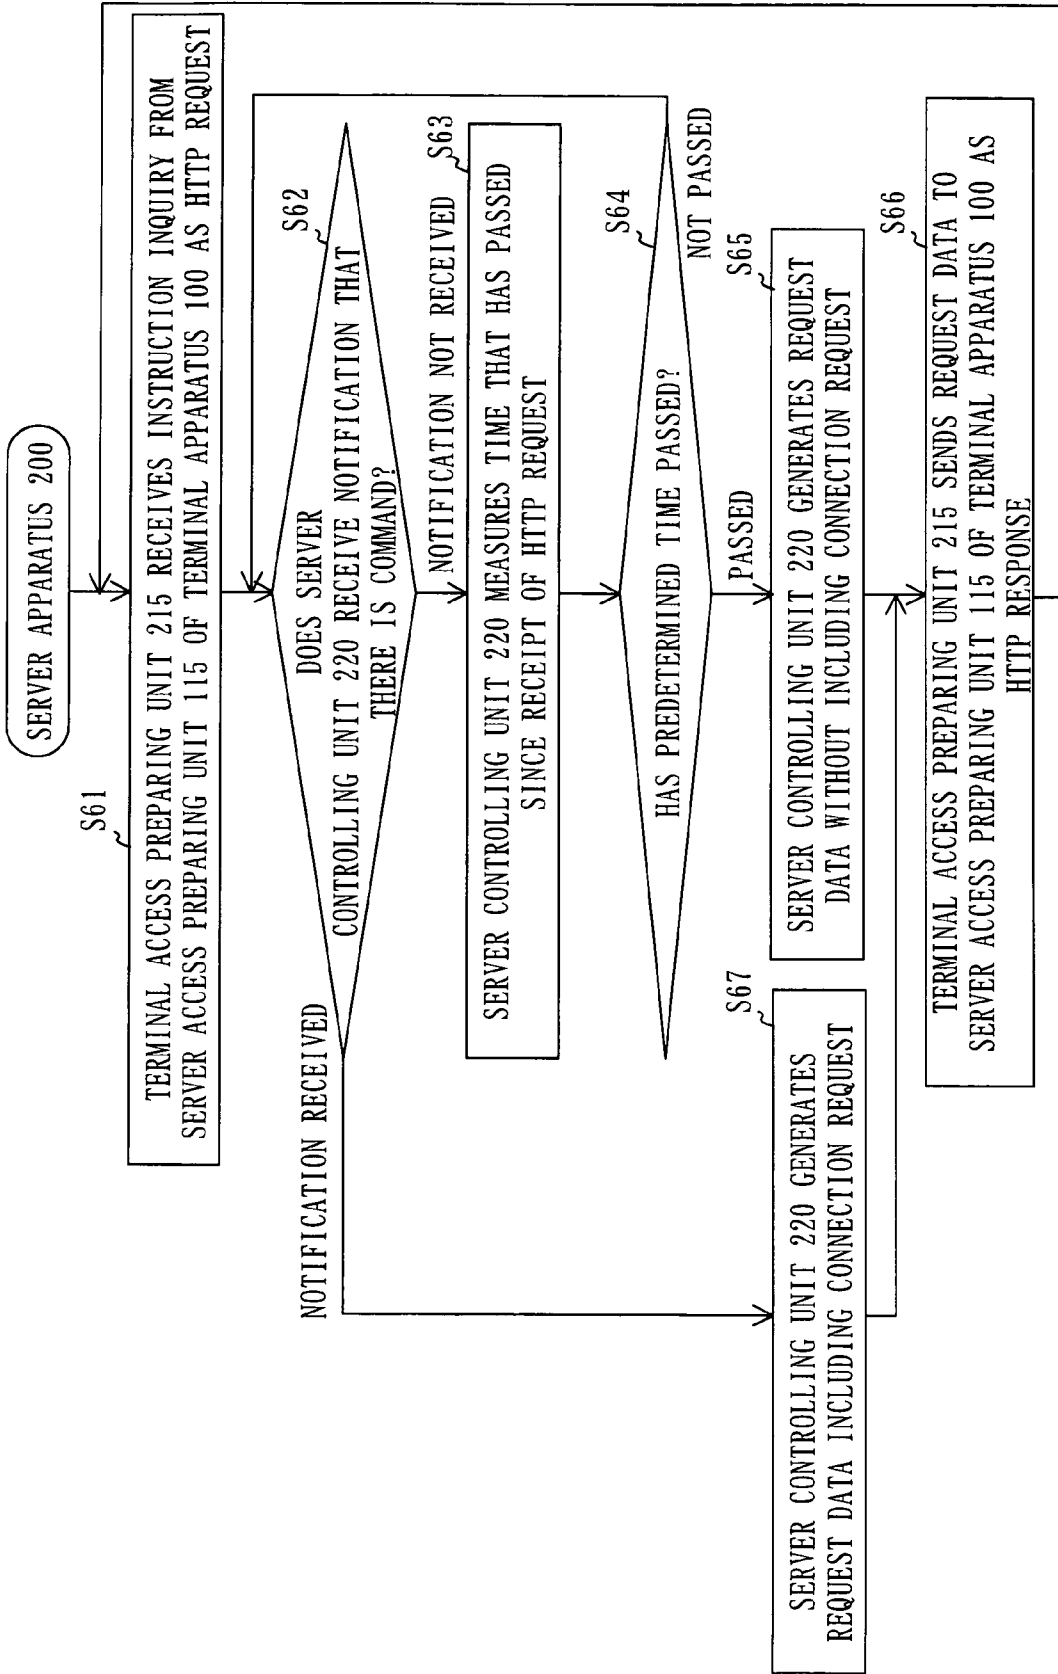 SERVER APPARATUS 200
S61
TERMINAL ACCESS PREPARING UNIT 215 RECEIVES INSTRUCTION INQUIRY FROM
SERVER ACCESS PREPARING UNIT 115 OF TERMINAL APPARATUS 100 AS HTTP REQUEST
S62
DOES SERVER
CONTROLLING UNIT 220 RECEIVE NOTIFICATION THAT
THERE IS COMMAND?
NOTIFICATION RECEIVED
NOTIFICATION NOT RECEIVED
S63
SERVER CONTROLLING UNIT 220 MEASURES TIME THAT HAS PASSED
SINCE RECEIPT OF HTTP REQUEST
S64
HAS PREDETERMINED TIME PASSED?
NOT PASSED
PASSED
S65
SERVER CONTROLLING UNIT 220 GENERATES REQUEST
DATA WITHOUT INCLUDING CONNECTION REQUEST
S67
SERVER CONTROLLING UNIT 220 GENERATES
REQUEST DATA INCLUDING CONNECTION REQUEST
S66
TERMINAL ACCESS PREPARING UNIT 215 SENDS REQUEST DATA TO
SERVER ACCESS PREPARING UNIT 115 OF TERMINAL APPARATUS 100 AS
HTTP RESPONSE